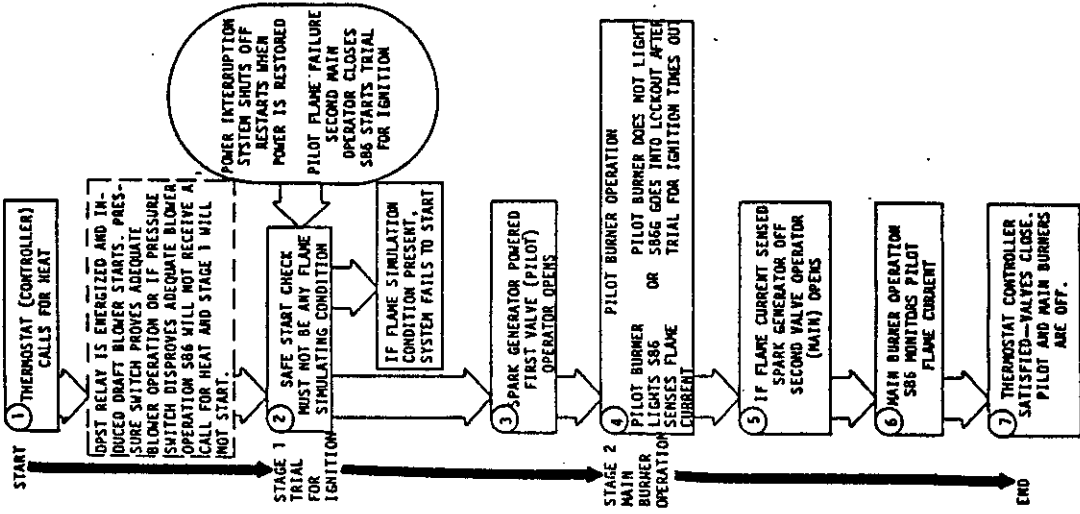 START
1 THERMOSTAT (CONTROLLER)
CALLS FOR HEAT
DPST RELAY IS ENERGIZED AND IN-
DUCED DRAFT BLOWER STARTS. PRES-
SURE SWITCH PROVES ADEQUATE
BLOWER OPERATION OR IF PRESSURE
SWITCH DISPROVES ADEQUATE BLOWER
OPERATION S86 WILL NOT RECEIVE A
CALL FOR HEAT AND STAGE 1 WILL
NOT START.
STAGE 1
TRIAL
FOR
IGNITION
2 SAFE START CHECK
MUST NOT BE ANY FLAME
SIMULATING CONDITION
POWER INTERRUPTION
SYSTEM SHUTS OFF
RESTARTS WHEN
POWER IS RESTORED
PILOT FLAME FAILURE
SECOND MAIN
OPERATOR CLOSES
S86 STARTS TRIAL
FOR IGNITION
IF FLAME SIMULATION
CONDITION PRESENT,
SYSTEM FAILS TO START
3 SPARK GENERATOR POWERED
FIRST VALVE (PILOT)
OPERATOR OPENS
STAGE 2
MAIN
BURNER
OPERATION
4 PILOT BURNER OPERATION
PILOT BURNER
LIGHTS S86
SENSES FLAME
CURRENT
OR
PILOT BURNER DOES NOT LIGHT
S86G GOES INTO LOCKOUT AFTER
TRIAL FOR IGNITION TIMES OUT
5 IF FLAME CURRENT SENSED
SPARK GENERATOR OFF
SECOND VALVE OPERATOR
(MAIN) OPENS
6 MAIN BURNER OPERATION
S86 MONITORS PILOT
FLAME CURRENT
7 THERMOSTAT CONTROLLER
SATISFIED—VALVES CLOSE.
PILOT AND MAIN BURNERS
ARE OFF.
END